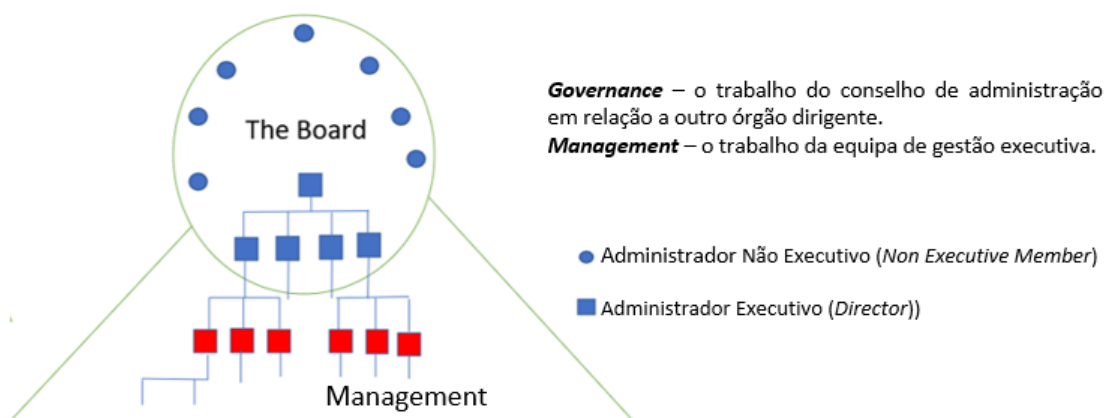 The Board
Governance – o trabalho do conselho de administração
em relação a outro órgão dirigente.
Management – o trabalho da equipa de gestão executiva.
Administrador Não Executivo (Non Executive Member)
Administrador Executivo (Director))
Management